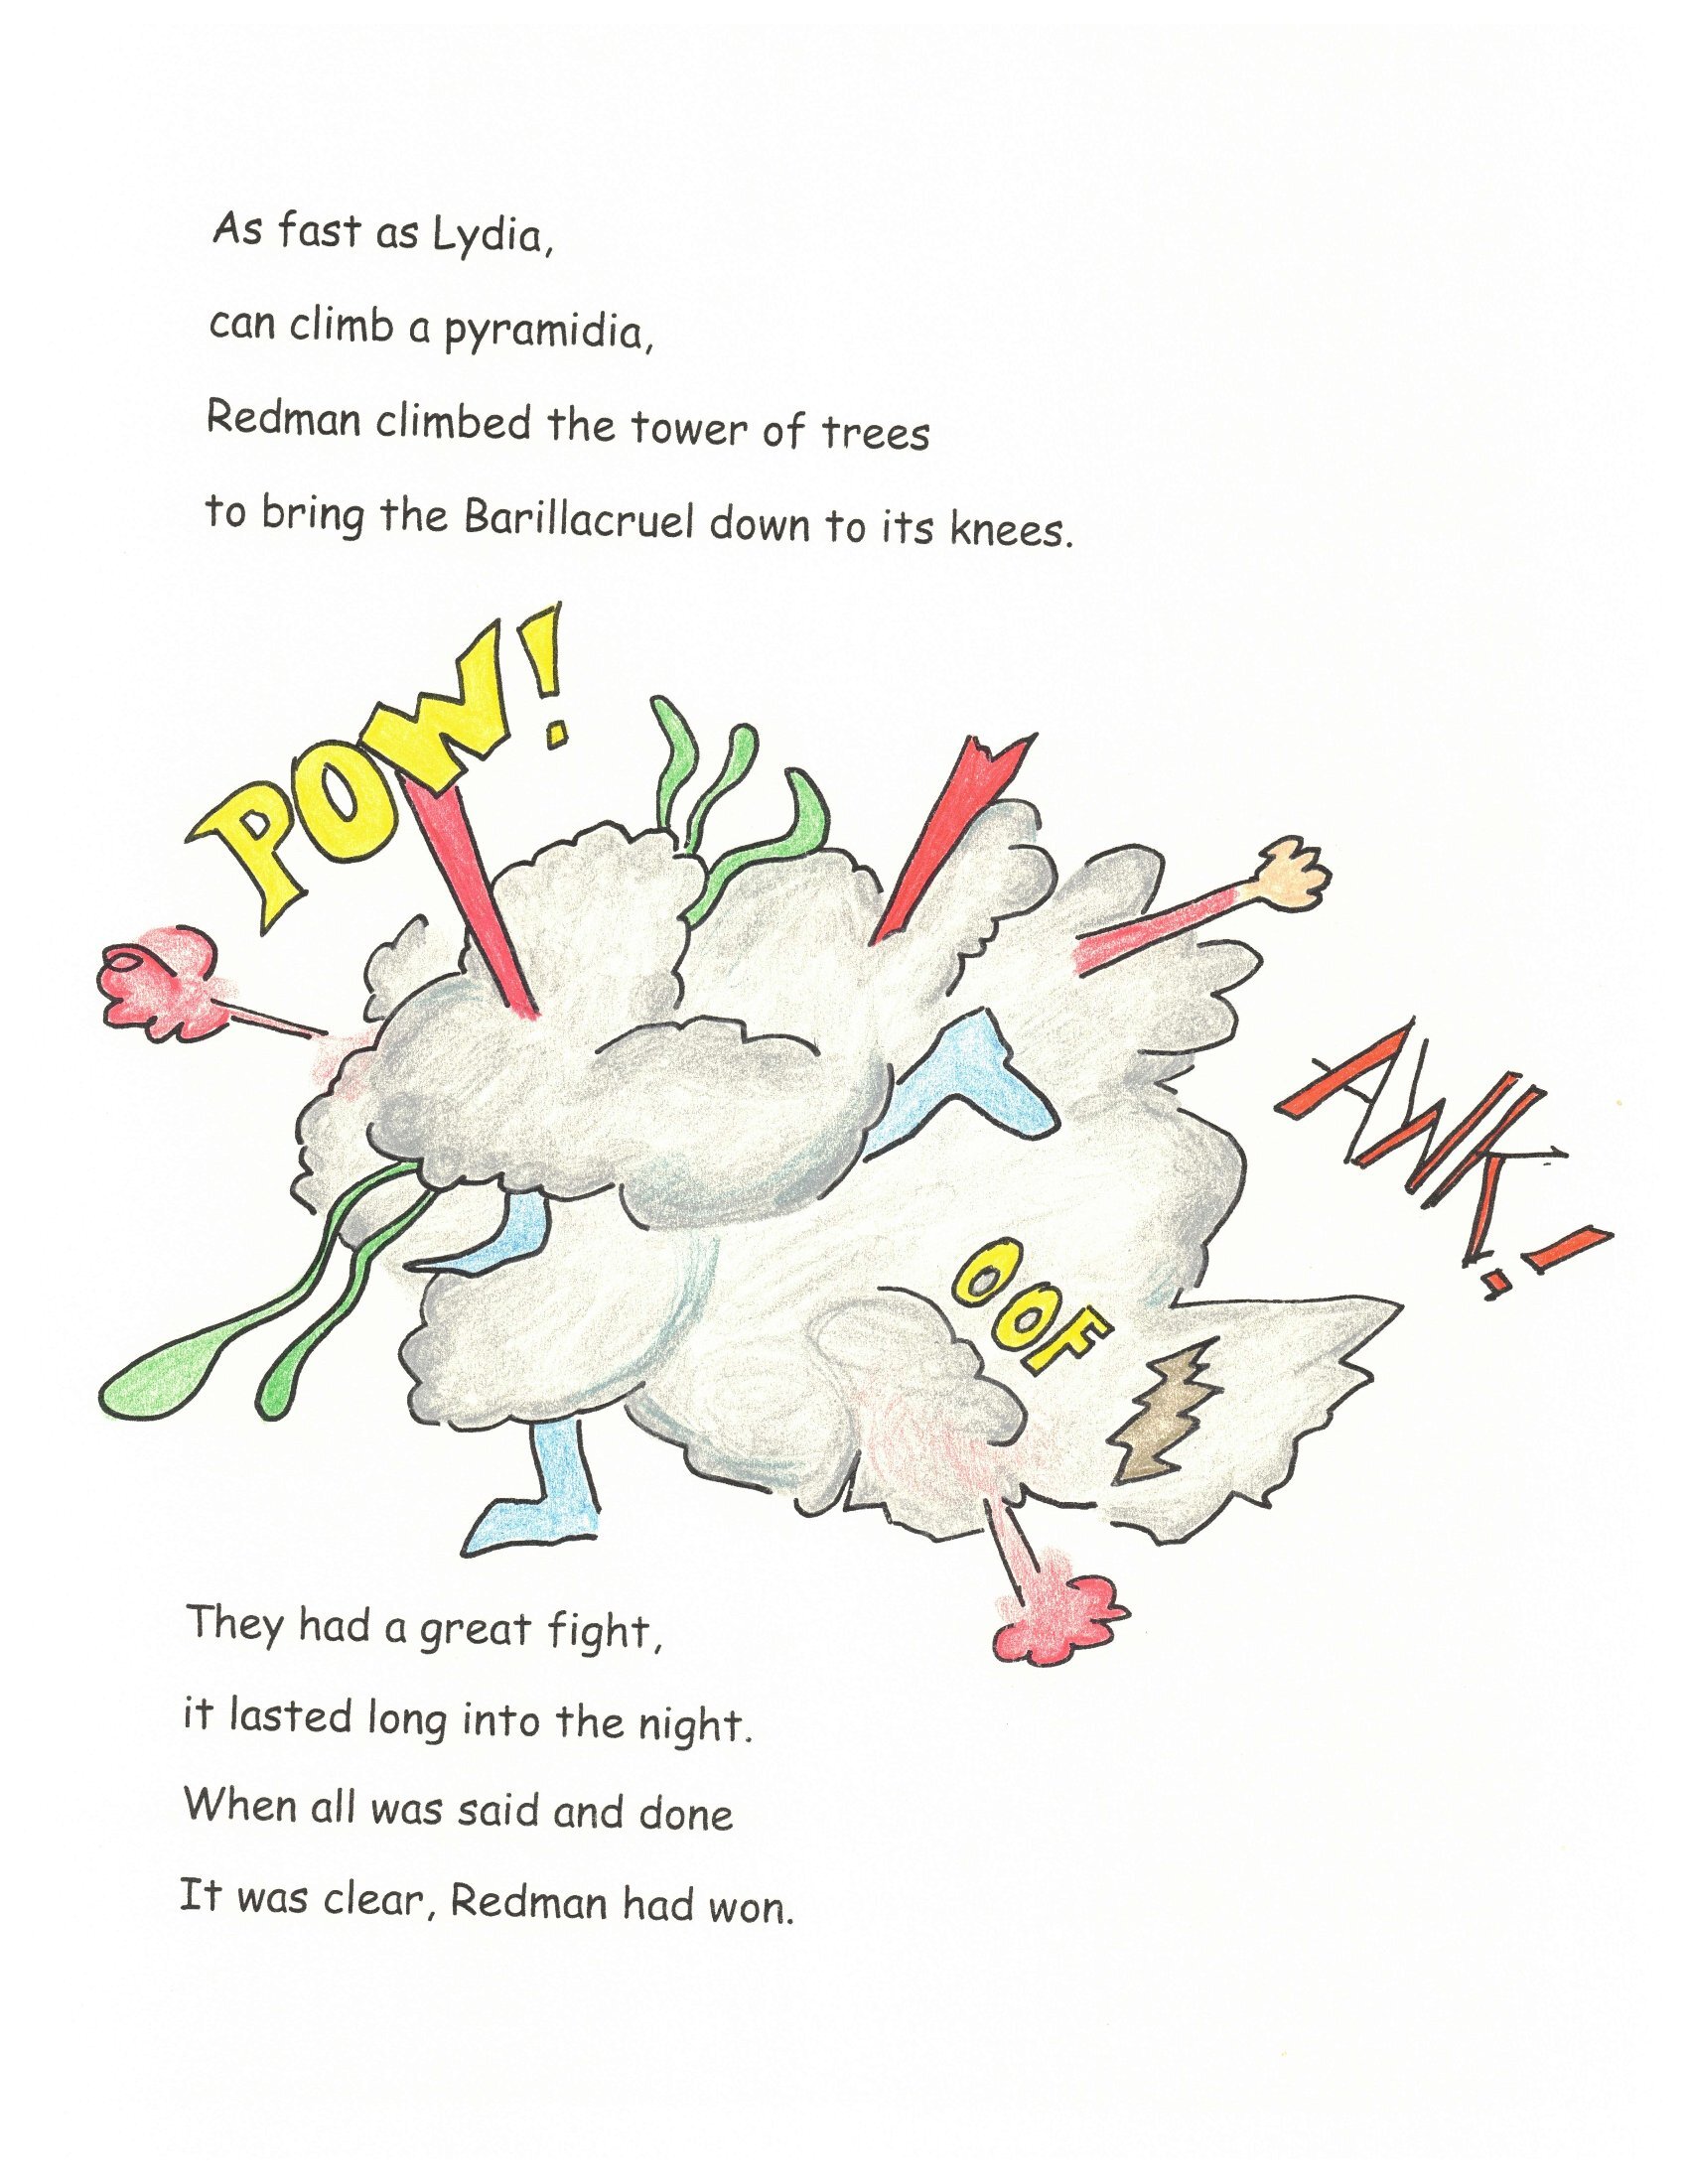 As fast as Lydia,
can climb a pyramidia,
Redman climbed the tower of trees
to bring the Barillacruel down to its knees.
POW!
AWK!
OOF
They had a great fight,
it lasted long into the night.
When all was said and done
It was clear, Redman had won.